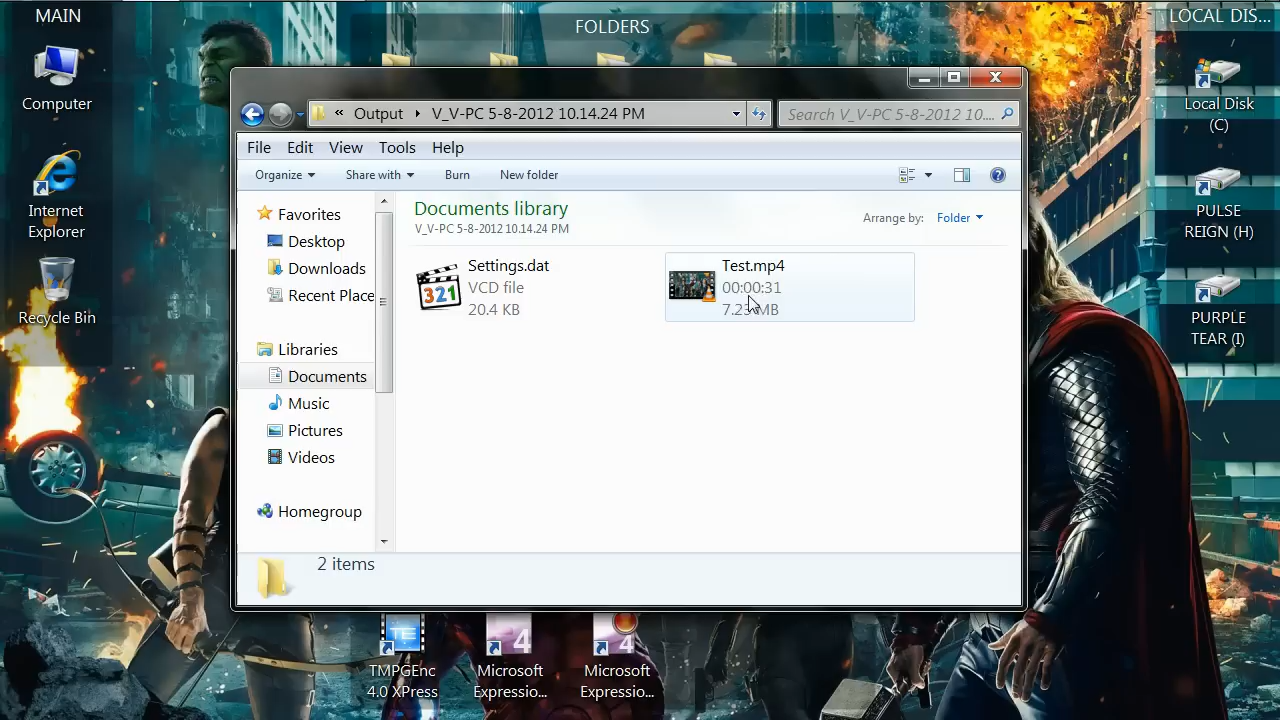 MAIN
FOLDERS
LOCAL DIS...
Computer
Internet
Explorer
Recycle Bin
« Output ▸ V_V-PC 5-8-2012 10.14.24 PM
Search V_V-PC 5-8-2012 10....
File Edit View Tools Help
Organize Share with Burn New folder
Favorites
Desktop
Downloads
Recent Place
Libraries
Documents
Music
Pictures
Videos
Homegroup
Documents library
V_V-PC 5-8-2012 10.14.24 PM
Arrange by: Folder
Settings.dat
VCD file
20.4 KB
321
Test.mp4
00:00:31
MB
2 items
Local Disk
(C)
PULSE
REIGN (H)
PURPLE
TEAR (I)
TMPGEnc
4.0 XPress
4
Microsoft
Expressio...
4
Microsoft
Expressio...